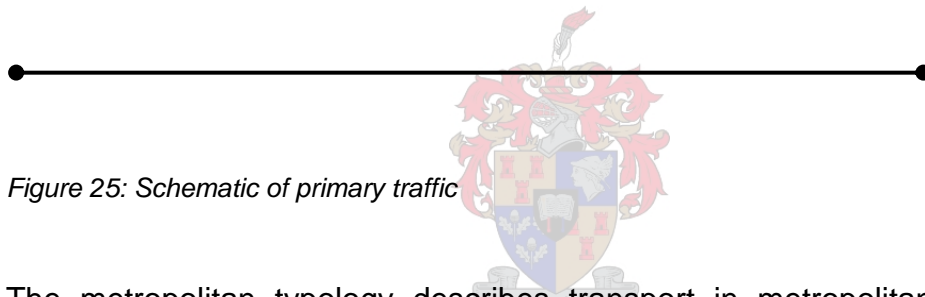 Figure 25: Schematic of primary traffic
The metropolitan typology describes transport in metropolitan